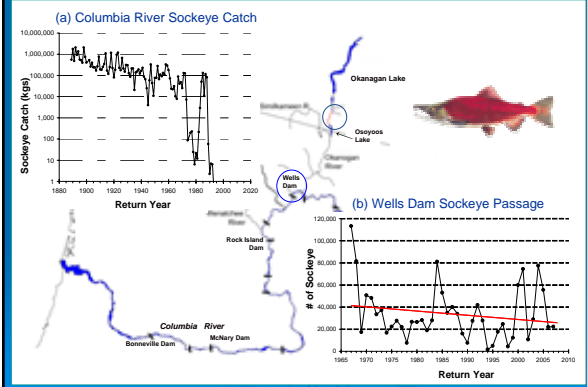 (a) Columbia River Sockeye Catch
10,000,000
1,000,000
100,000
10,000
1,000
100
10
1
Sockeye Catch (kgs)
1880 1900 1920 1940 1960 1980 2000 2020
Return Year
Okanagan Lake
Similkameen R.
Osoyoos
Lake
Okanagan
River
Wells
Dam
Wenatchee
River
Rock Island
Dam
Columbia River
Bonneville Dam
McNary Dam
(b) Wells Dam Sockeye Passage
120,000
100,000
80,000
60,000
40,000
20,000
0
# of Sockeye
1965 1970 1975 1980 1985 1990 1995 2000 2005 2010
Return Year